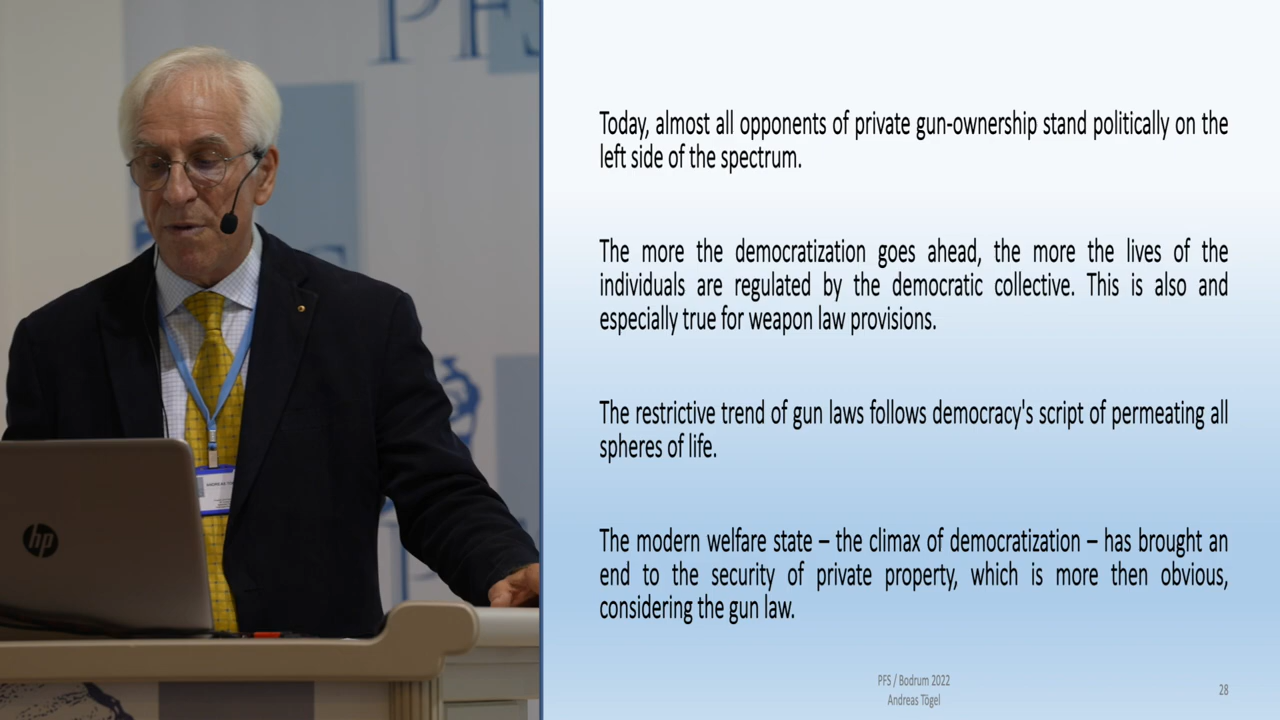 PFS
Today, almost all opponents of private gun-ownership stand politically on the
left side of the spectrum.
The more the democratization goes ahead, the more the lives of the
individuals are regulated by the democratic collective. This is also and
especially true for weapon law provisions.
The restrictive trend of gun laws follows democracy's script of permeating all
spheres of life.
The modern welfare state – the climax of democratization – has brought an
end to the security of private property, which is more then obvious,
considering the gun law.
PFS / Bodrum 2022
Andreas Tögel
28
hp